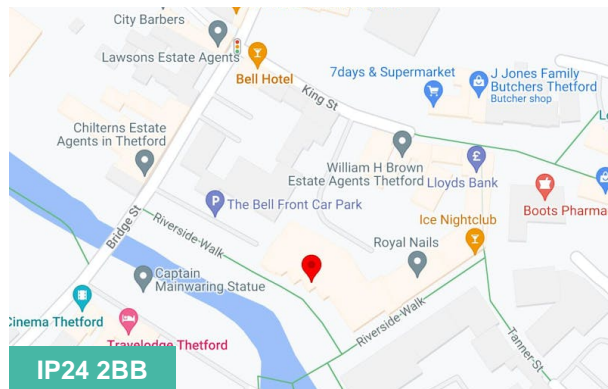 City Barbers
Lawsons Estate Agents
Bell Hotel
King St
7days & Supermarket
J Jones Family
Butchers Thetford
Butcher shop
Chilterns Estate
Agents in Thetford
William H Brown
Estate Agents Thetford
Lloyds Bank
Boots Pharma
P
The Bell Front Car Park
£
Bridge St
Riverside Walk
Ice Nightclub
Royal Nails
Captain
Mainwaring Statue
Cinema Thetford
Travelodge Thetford
Riverside Walk
Tanner St
IP24 2BB